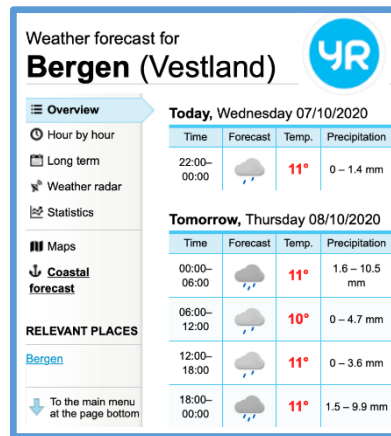 Weather forecast for
Bergen (Vestland)
YR
Overview
Hour by hour
Long term
Weather radar
Statistics
Maps
Coastal
forecast
RELEVANT PLACES
Bergen
To the main menu
at the page bottom
Today, Wednesday 07/10/2020
Time Forecast Temp. Precipitation
22:00–
00:00 11° 0 – 1.4 mm
Tomorrow, Thursday 08/10/2020
Time Forecast Temp. Precipitation
00:00–
06:00 11° 1.6 – 10.5
mm
06:00–
12:00 10° 0 – 4.7 mm
12:00–
18:00 11° 0 – 3.6 mm
18:00–
00:00 11° 1.5 – 9.9 mm